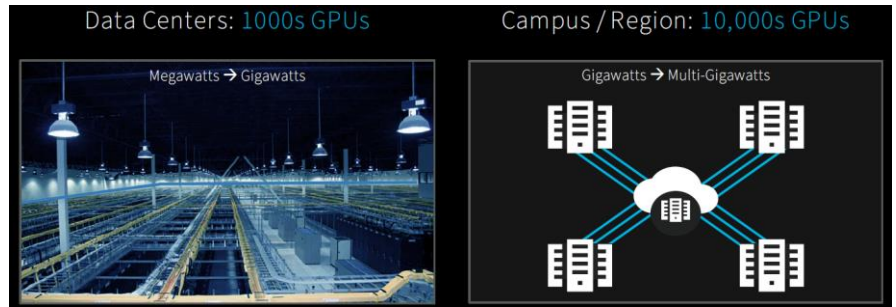 Data Centers: 1000s GPUs
Megawatts → Gigawatts
Campus / Region: 10,000s GPUs
Gigawatts → Multi-Gigawatts